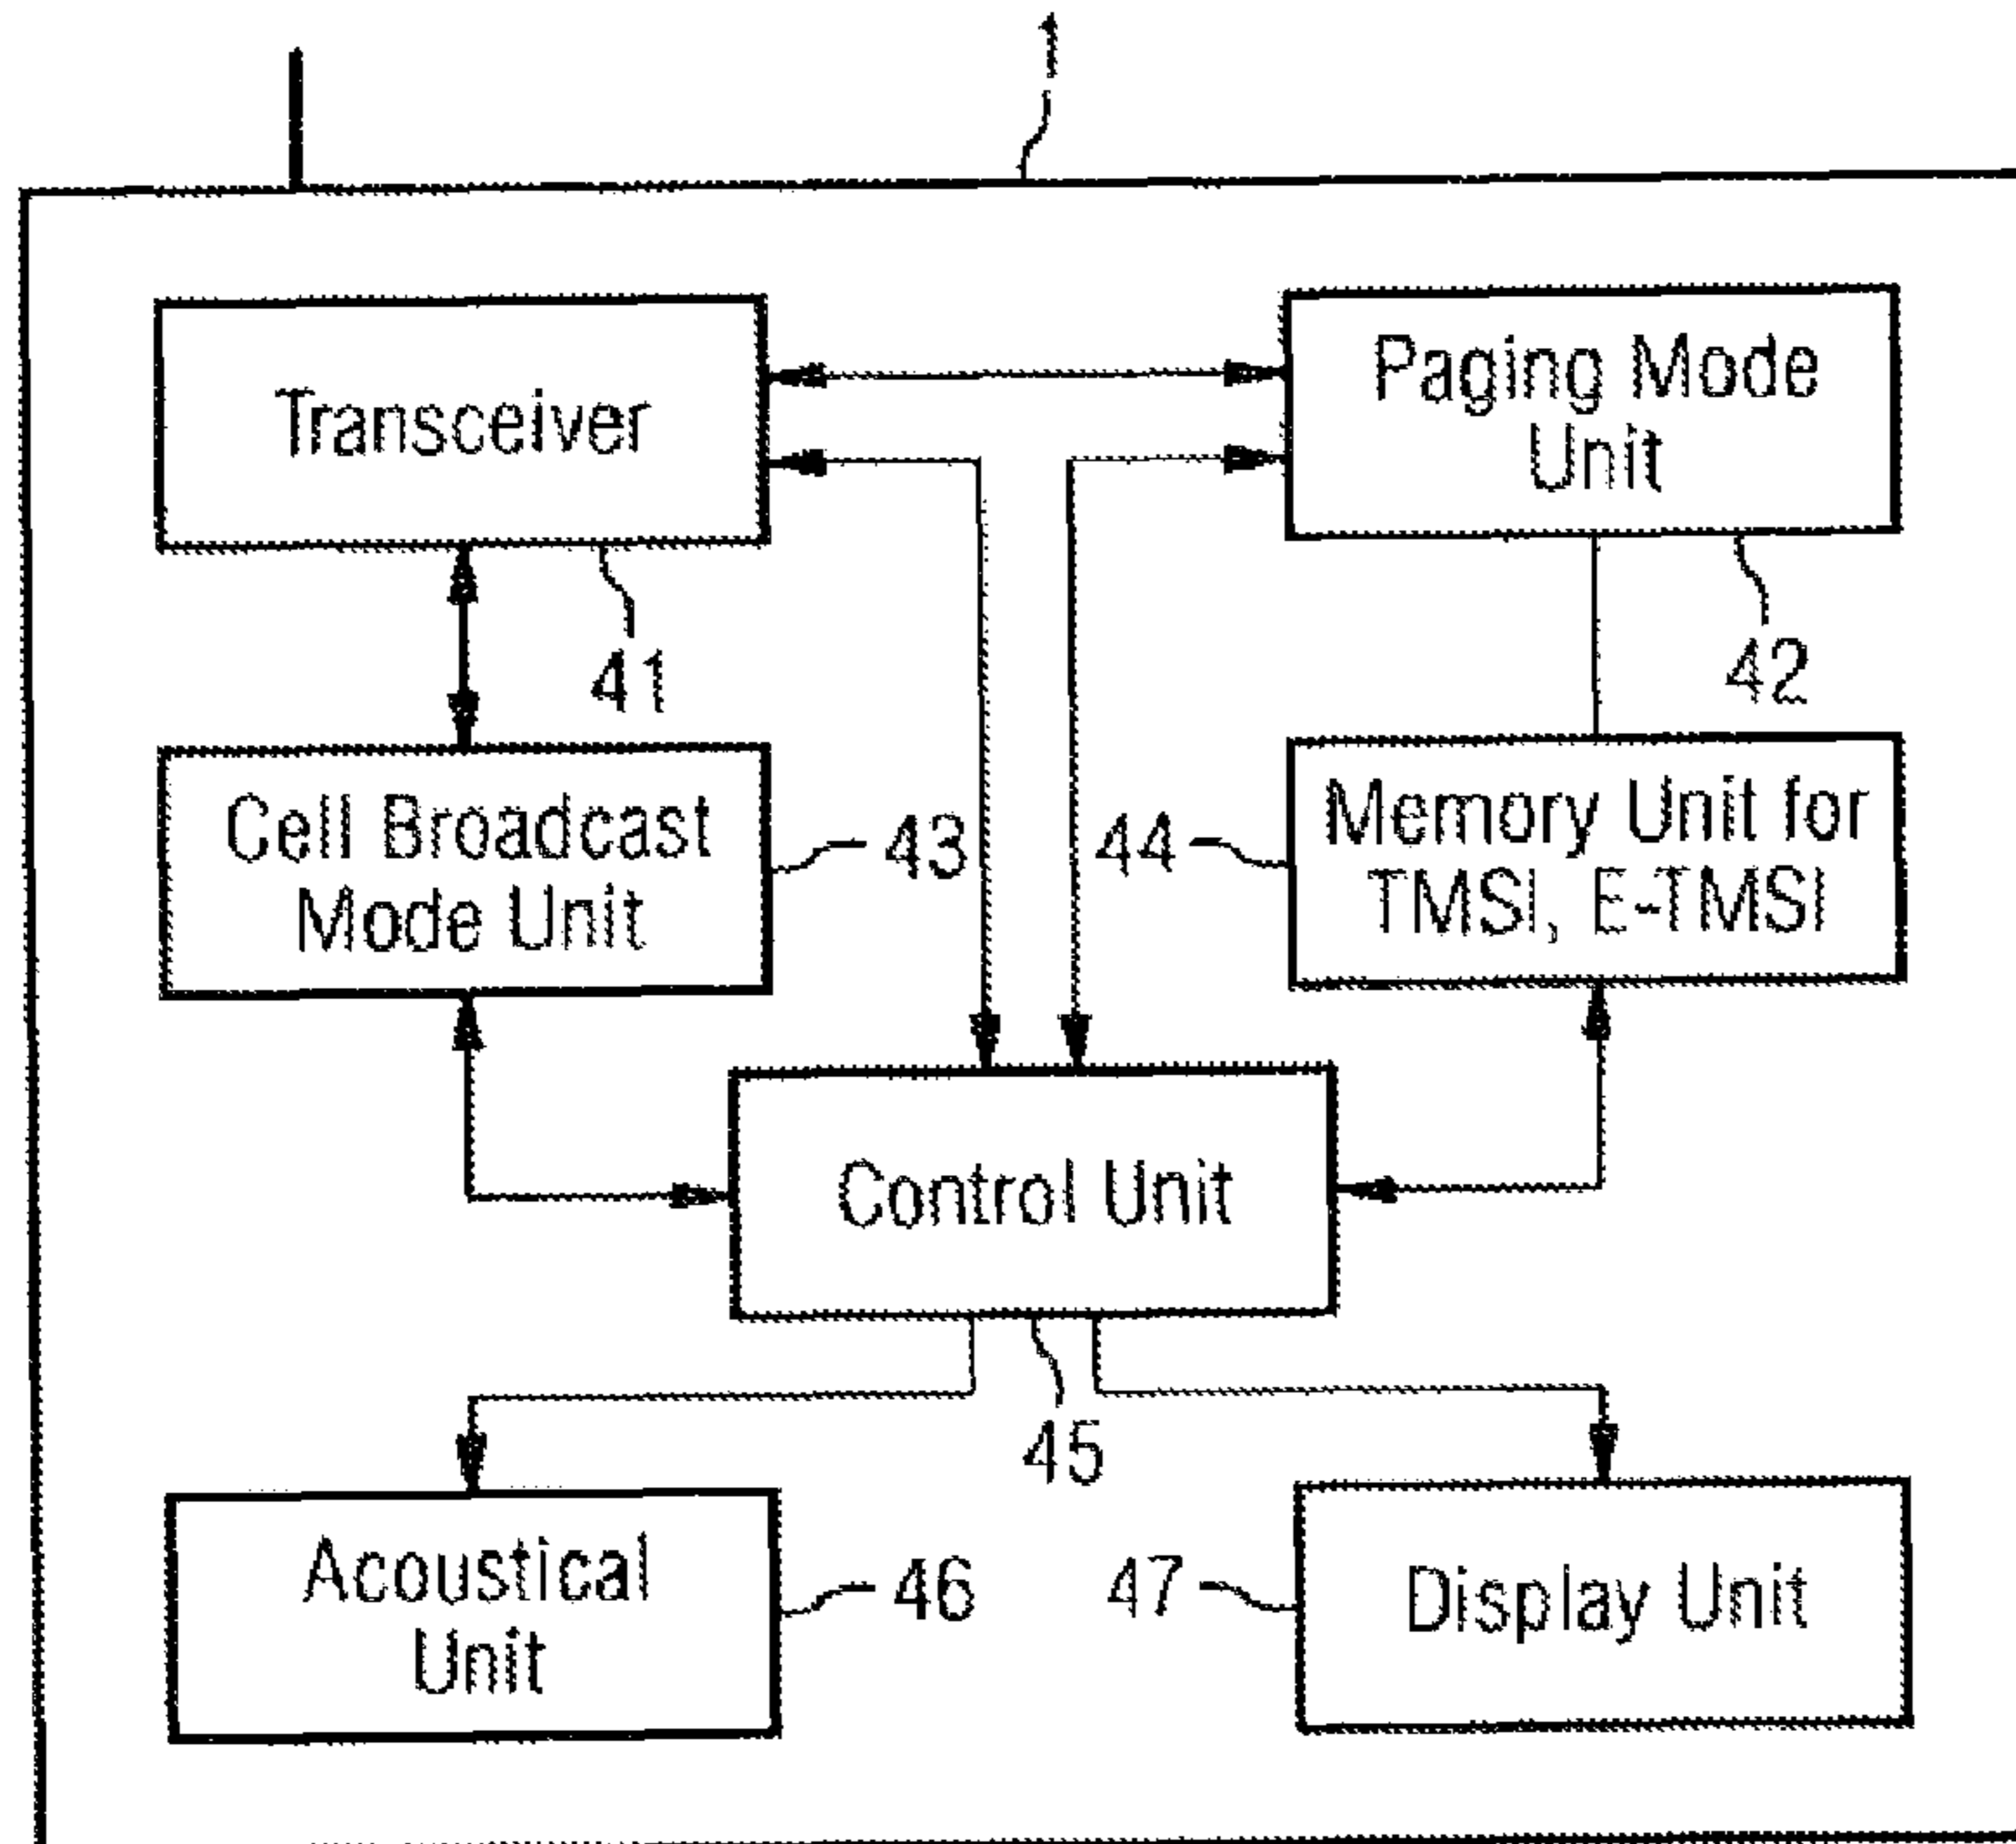 1
Transceiver
Paging Mode
Unit
41
42
Cell Broadcast
Mode Unit
43
44
Memory Unit for
TMSI, E-TMSI
Control Unit
45
Acoustical
Unit
46
47
Display Unit